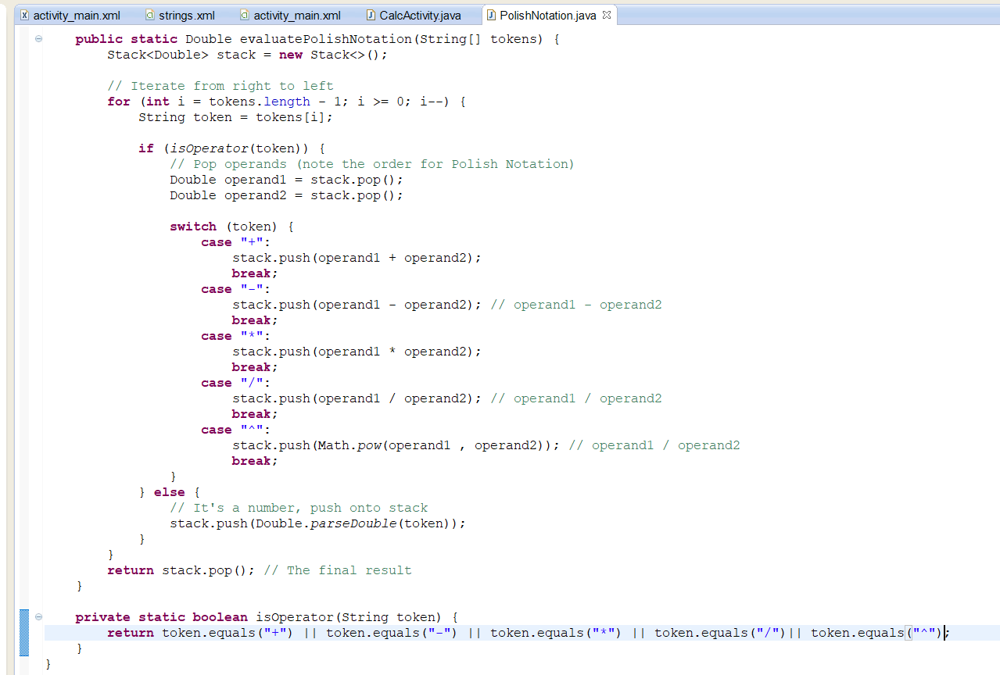 activity_main.xml strings.xml activity_main.xml CalcActivity.java PolishNotation.java
public static Double evaluatePolishNotation(String[] tokens) {
Stack<Double> stack = new Stack<>();
// Iterate from right to left
for (int i = tokens.length - 1; i >= 0; i--) {
String token = tokens[i];
if (isOperator(token)) {
// Pop operands (note the order for Polish Notation)
Double operand1 = stack.pop();
Double operand2 = stack.pop();
switch (token) {
case "+":
stack.push(operand1 + operand2);
break;
case "-":
stack.push(operand1 - operand2); // operand1 - operand2
break;
case "*":
stack.push(operand1 * operand2);
break;
case "/":
stack.push(operand1 / operand2); // operand1 / operand2
break;
case "^":
stack.push(Math.pow(operand1 , operand2)); // operand1 / operand2
break;
}
} else {
// It's a number, push onto stack
stack.push(Double.parseDouble(token));
}
}
return stack.pop(); // The final result
}
private static boolean isOperator(String token) {
return token.equals("+") || token.equals("-") || token.equals("*") || token.equals("/")|| token.equals("^");
}
}